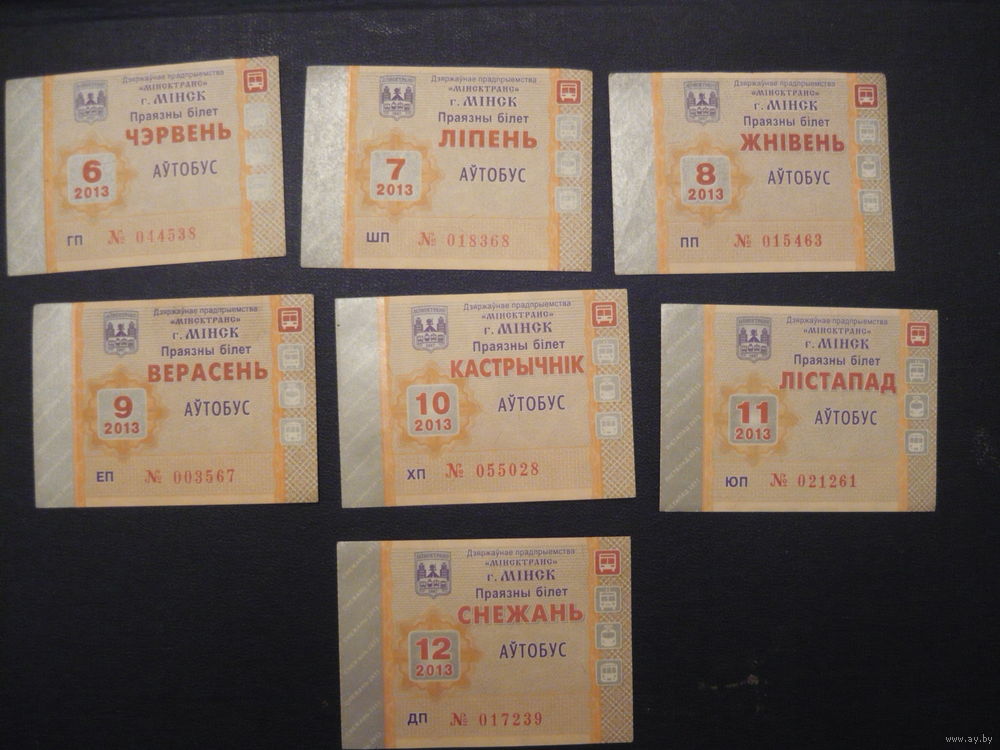 Дзяржаўнае прадпрыемства
«МІНСКТРАНС»
г. МІНСК
Праязны білет
ЧЭРВЕНЬ
6
2013
АЎТОБУС
ГП № 044538
Дзяржаўнае прадпрыемства
«МІНСКТРАНС»
г. МІНСК
Праязны білет
ЛІПЕНЬ
7
2013
АЎТОБУС
ШП № 018368
Дзяржаўнае прадпрыемства
«МІНСКТРАНС»
г. МІНСК
Праязны білет
ЖНІВЕНЬ
8
2013
АЎТОБУС
ПП № 015463
Дзяржаўнае прадпрыемства
«МІНСКТРАНС»
г. МІНСК
Праязны білет
ВЕРАСЕНЬ
9
2013
АЎТОБУС
ЕП № 003567
Дзяржаўнае прадпрыемства
«МІНСКТРАНС»
г. МІНСК
Праязны білет
КАСТРЫЧНІК
10
2013
АЎТОБУС
ХП № 055028
Дзяржаўнае прадпрыемства
«МІНСКТРАНС»
г. МІНСК
Праязны білет
ЛІСТАПАД
11
2013
АЎТОБУС
ЮП № 021261
Дзяржаўнае прадпрыемства
«МІНСКТРАНС»
г. МІНСК
Праязны білет
СНЕЖАНЬ
12
2013
АЎТОБУС
ДП № 017239
www.ay.by